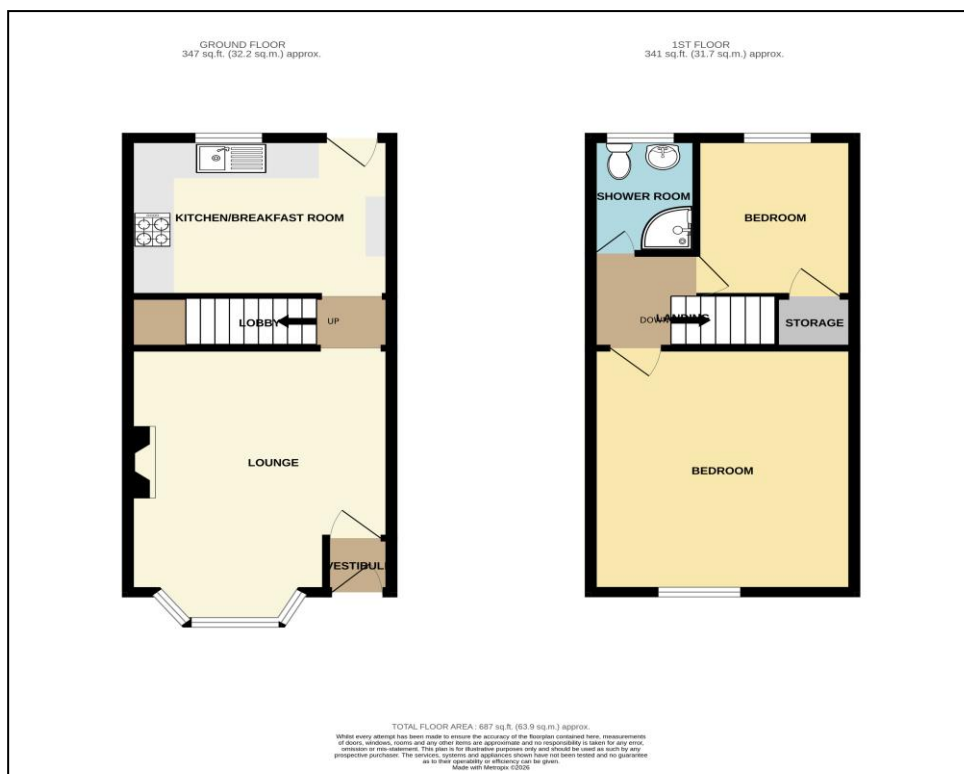 GROUND FLOOR
347 sq.ft. (32.2 sq.m.) approx.
1ST FLOOR
341 sq.ft. (31.7 sq.m.) approx.
KITCHEN/BREAKFAST ROOM
LOBBY
UP
LOUNGE
VESTIBULE
SHOWER ROOM
BEDROOM
DOWN
LANDING
STORAGE
BEDROOM
TOTAL FLOOR AREA : 687 sq.ft. (63.9 sq.m.) approx.
Whilst every attempt has been made to ensure the accuracy of the floorplan contained here, measurements
of doors, windows, rooms and any other items are approximate and no responsibility is taken for any error,
omission or mis-statement. This plan is for illustrative purposes only and should be used as such by any
prospective purchaser. The services, systems and appliances shown have not been tested and no guarantee
as to their operability or efficiency can be given.
Made with Metropix ©2026